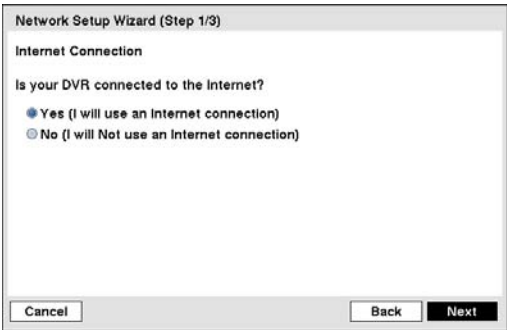 Network Setup Wizard (Step 1/3)
Internet Connection
Is your DVR connected to the Internet?
Yes (I will use an Internet connection)
No (I will Not use an Internet connection)
Cancel Back Next